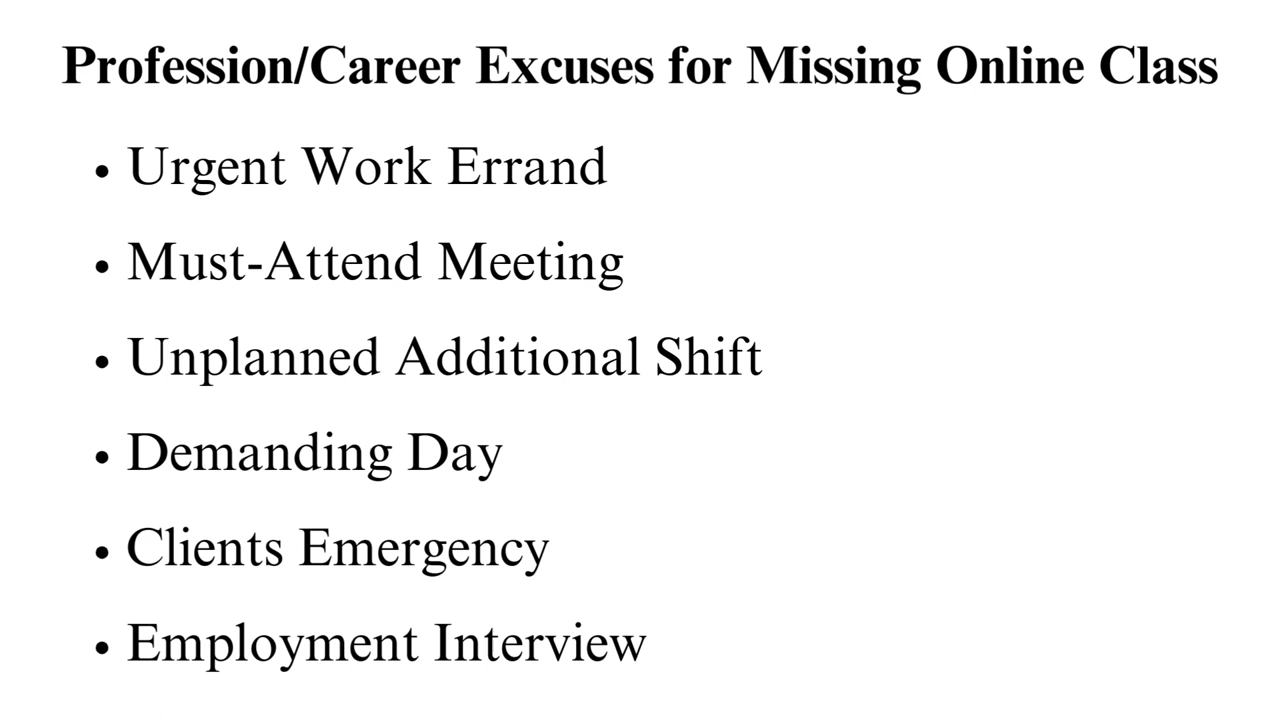 Profession/Career Excuses for Missing Online Class
• Urgent Work Errand
• Must-Attend Meeting
• Unplanned Additional Shift
• Demanding Day
• Clients Emergency
• Employment Interview